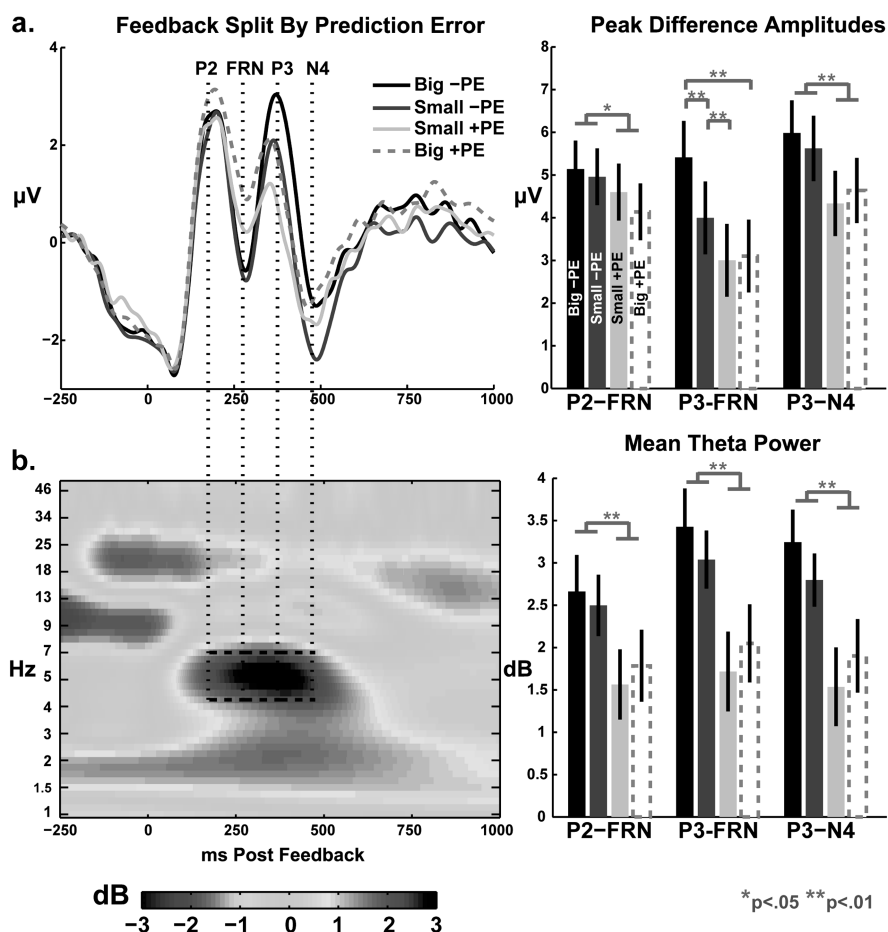 a. Feedback Split By Prediction Error
4
2
0
−2
µV
P2 FRN P3 N4
Big −PE
Small −PE
Small +PE
Big +PE
−250 0 250 500 750 1000
Peak Difference Amplitudes
8
7
6
5
4
3
2
1
0
µV
** ** ** ** *
Big −PE
Small −PE
Small +PE
Big +PE
P2−FRN P3-FRN P3−N4
b.
46
34
25
18
13
9
7
5
4
3
2
1.5
1
Hz
−250 0 250 500 750 1000
ms Post Feedback
dB
−3 −2 −1 0 1 2 3
Mean Theta Power
4
3.5
3
2.5
2
1.5
1
0.5
0
dB
** ** **
P2−FRN P3-FRN P3−N4
*p<.05 **p<.01